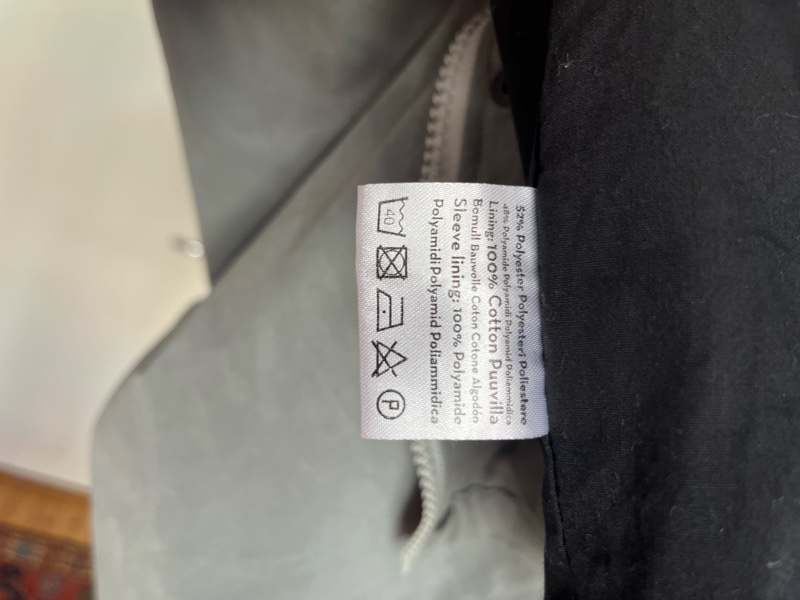 52% Polyester Polyesteri Poliestere
48% Polyamide Polyamidi Polyamid Poliammidica
Lining: 100% Cotton Puuvilla
Bomull Bauwolle Coton Cotone Algodón
Sleeve lining: 100% Polyamide
Polyamidi Polyamid Poliammidica
40
P